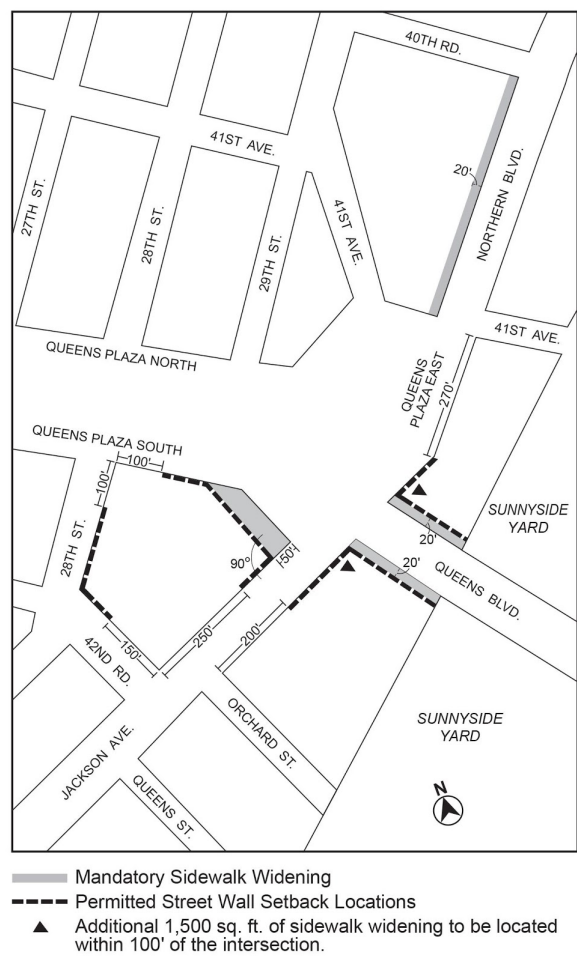 40TH RD.
41ST AVE.
20'
NORTHERN BLVD.
27TH ST.
28TH ST.
29TH ST.
41ST AVE.
41ST AVE.
QUEENS PLAZA NORTH
QUEENS
PLAZA EAST
270'
QUEENS PLAZA SOUTH
100'
100'
28TH ST.
SUNNYSIDE
YARD
20'
90°
50'
20'
QUEENS BLVD.
150'
250'
200'
42ND RD.
ORCHARD ST.
SUNNYSIDE
YARD
JACKSON AVE.
QUEENS ST.
N
Mandatory Sidewalk Widening
Permitted Street Wall Setback Locations
Additional 1,500 sq. ft. of sidewalk widening to be located
within 100' of the intersection.